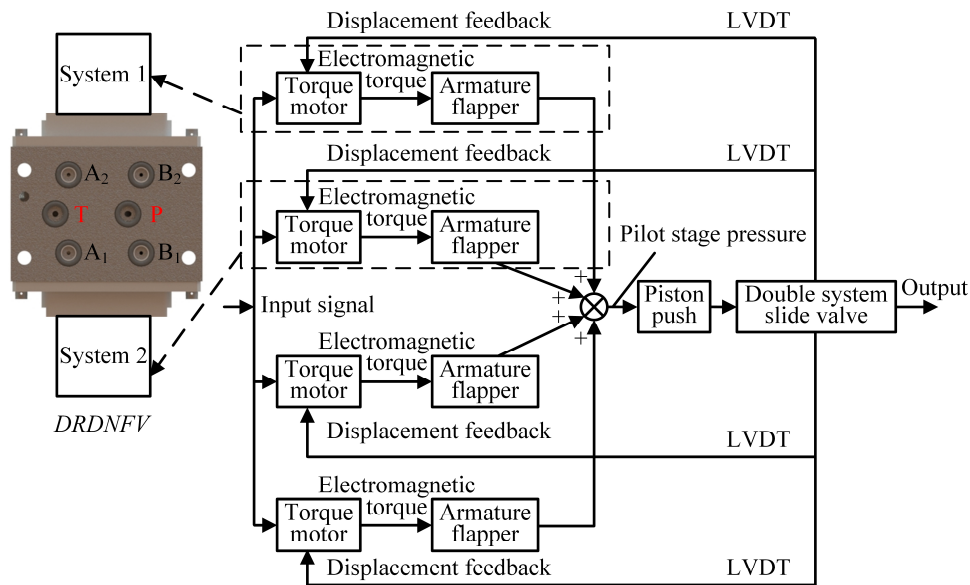 Displacement feedback
LVDT
System 1
Electromagnetic
torque
Torque
motor
Armature
flapper
Displacement feedback
LVDT
A2
B2
T
P
A1
B1
Electromagnetic
torque
Torque
motor
Armature
flapper
Pilot stage pressure
+
+
+
+
Input signal
Piston
push
Double system
slide valve
Output
System 2
DRDNFV
Electromagnetic
torque
Torque
motor
Armature
flapper
Displacement feedback
LVDT
Electromagnetic
torque
Torque
motor
Armature
flapper
Displacement feedback
LVDT